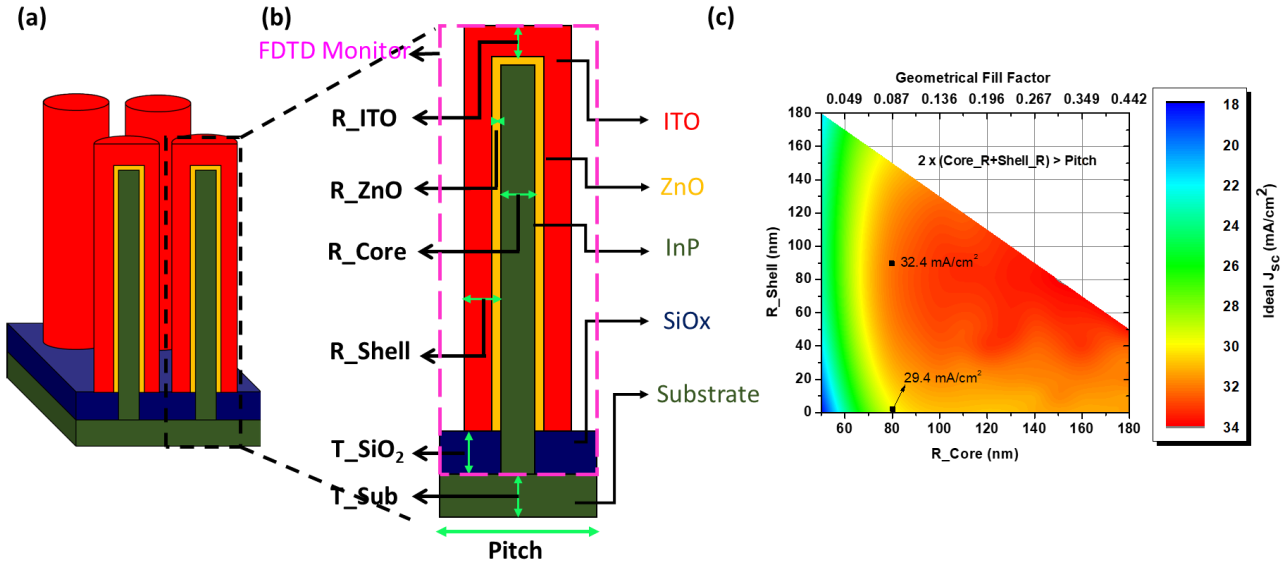 (a)
(b)
FDTD Monitor
R_ITO
R_ZnO
R_Core
R_Shell
T_SiO₂
T_Sub
Pitch
ITO
ZnO
InP
SiOx
Substrate
(c)
Geometrical Fill Factor
0.049 0.087 0.136 0.196 0.267 0.349 0.442
180
160
140
120
100
80
60
40
20
0
R_Shell (nm)
2 x (Core_R+Shell_R) > Pitch
32.4 mA/cm²
29.4 mA/cm²
60 80 100 120 140 160 180
R_Core (nm)
18
20
22
24
26
28
30
32
34
Ideal J_SC (mA/cm²)